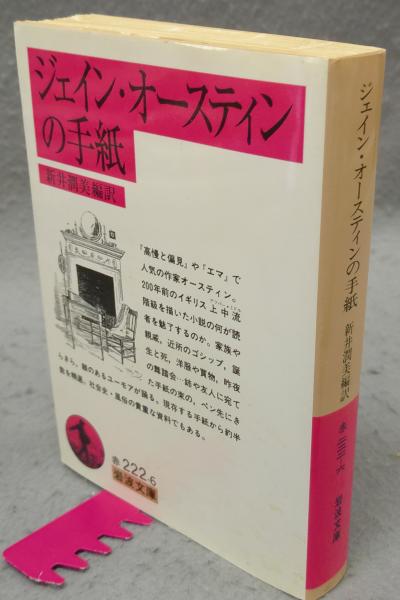 ジェイン・オースティン
の手紙
新井潤美編訳
『高慢と偏見』や『エマ』で
人気の作家オースティン。
200年前のイギリス上中流
階級を描いた小説の何が読
者を魅了するのか。家族や
親戚、近所のゴシップ、誕
生と死、洋服や買物、昨夜
の舞踏会…姉や友人に宛て
た手紙の束の、ペン先にき
らきら、棘のあるユーモアが踊る。現存する手紙から約半
数を精選。社会史・風俗の貴重な資料でもある。
赤222-6
岩波文庫
ジェイン・オースティンの手紙
新井潤美編訳
赤二二二-六
岩波文庫